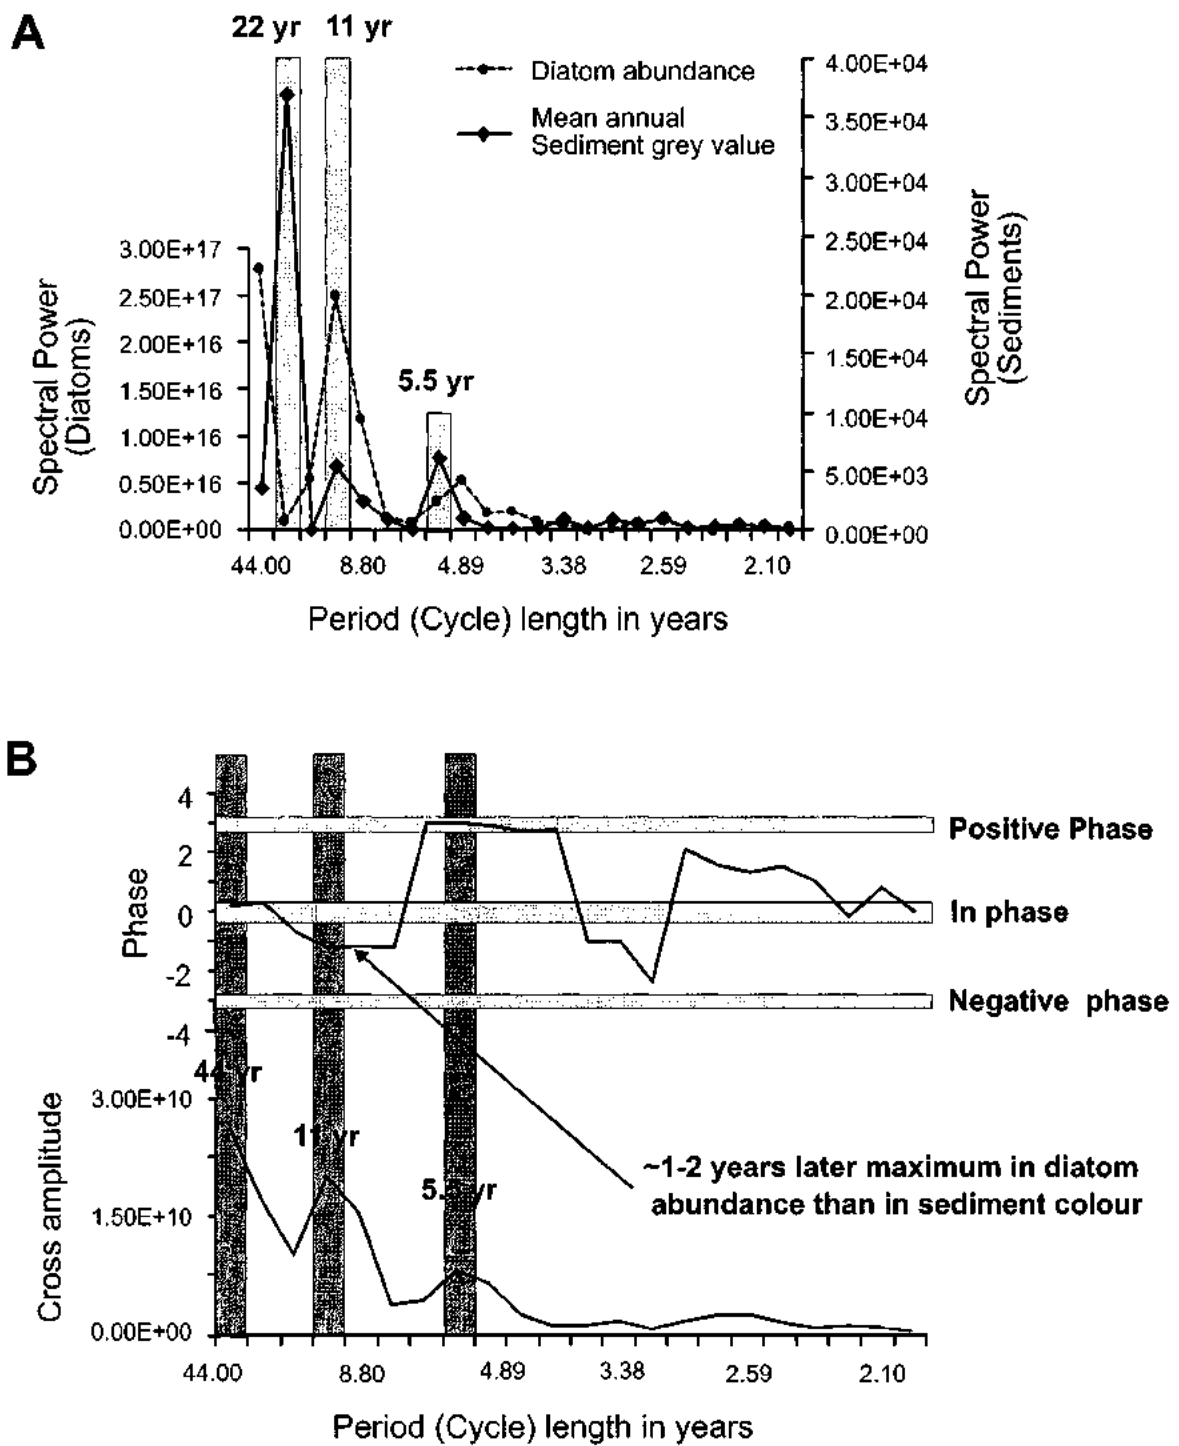 A
22 yr 11 yr
Diatom abundance
Mean annual
Sediment grey value
4.00E+04
3.50E+04
3.00E+04
2.50E+04
2.00E+04
1.50E+04
1.00E+04
5.00E+03
0.00E+00
Spectral Power
(Sediments)
3.00E+17
2.50E+17
2.00E+16
1.50E+16
1.00E+16
0.50E+16
0.00E+00
Spectral Power
(Diatoms)
5.5 yr
44.00 8.80 4.89 3.38 2.59 2.10
Period (Cycle) length in years
B
4
2
0
-2
-4
Phase
Positive Phase
In phase
Negative phase
44 yr
11 yr
5.5 yr
3.00E+10
1.50E+10
0.00E+00
Cross amplitude
~1-2 years later maximum in diatom
abundance than in sediment colour
44.00 8.80 4.89 3.38 2.59 2.10
Period (Cycle) length in years